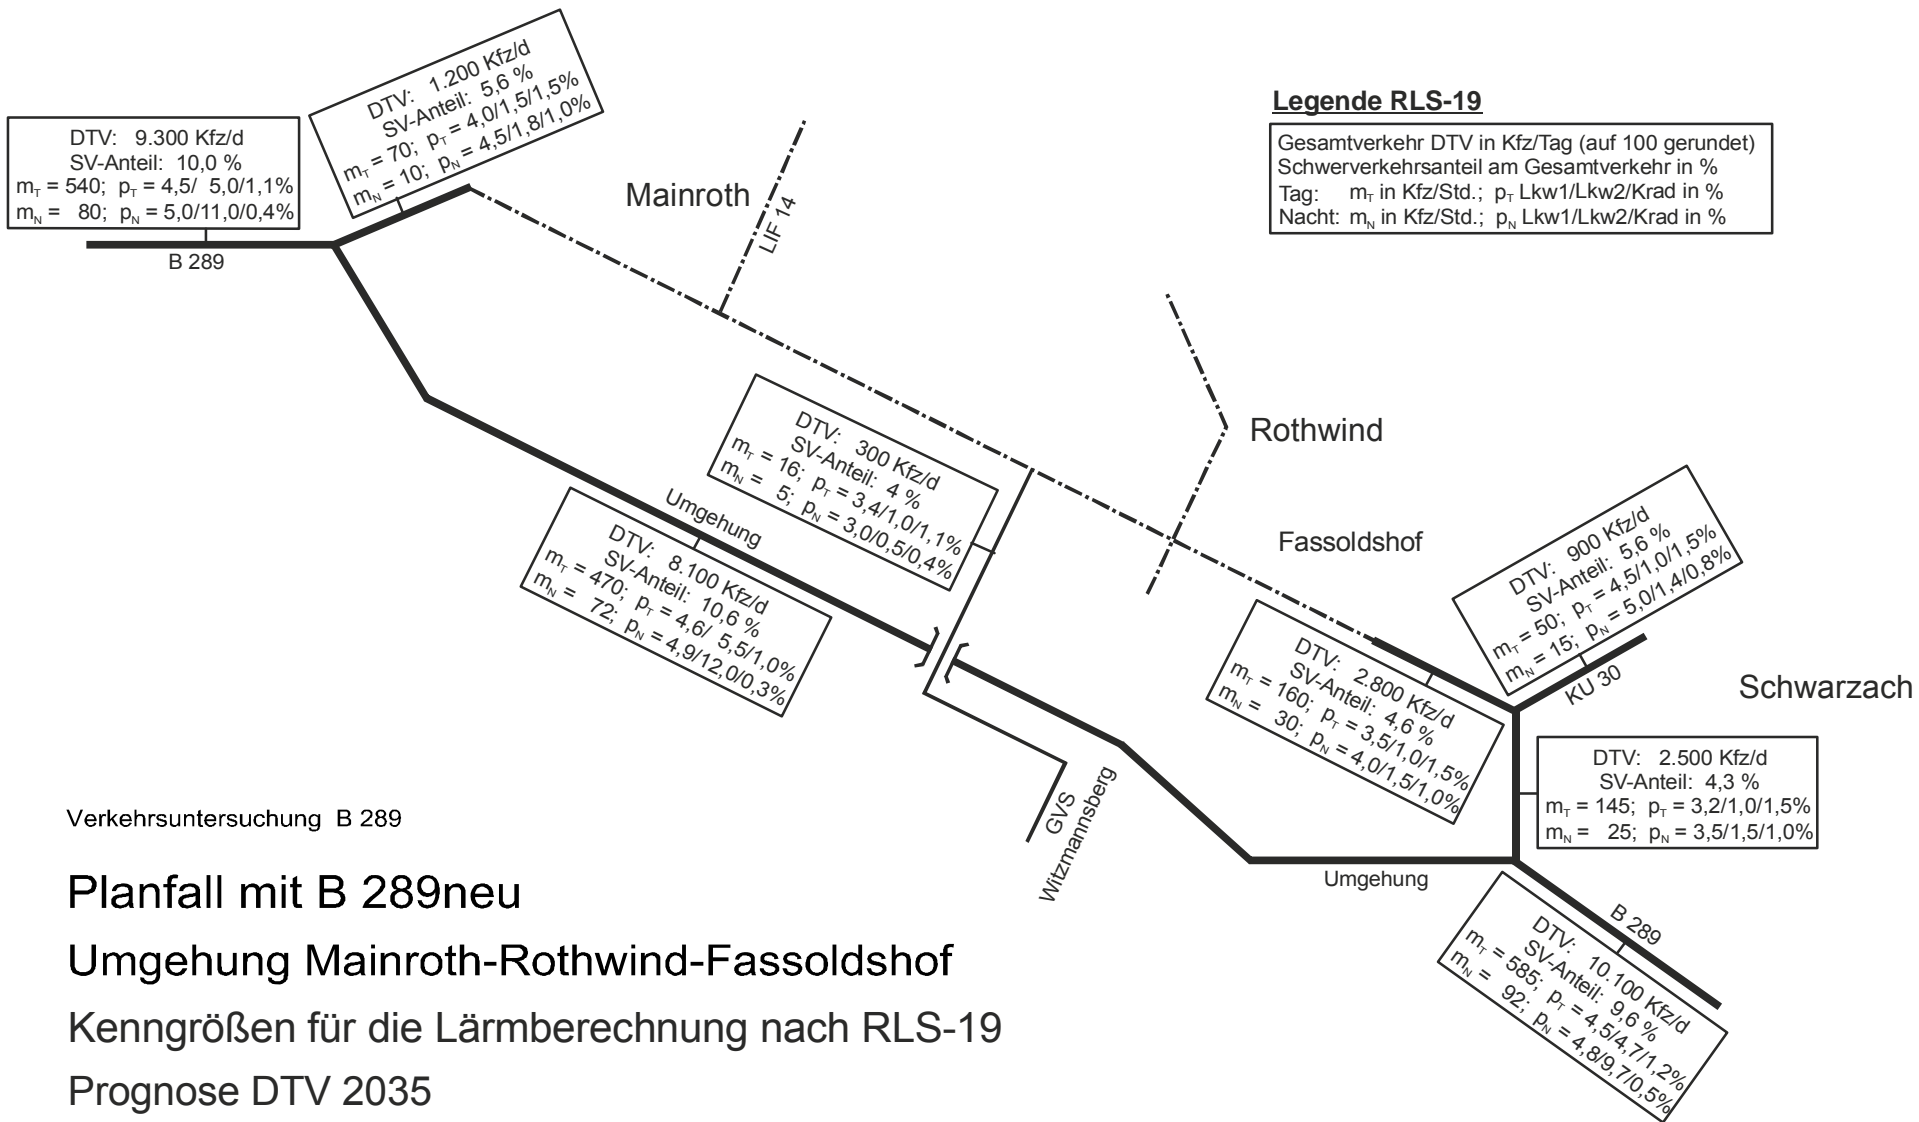 DTV: 1.200 Kfz/d
SV-Anteil: 5,6 %
m_T = 70; p_T = 4,0/1,5/1,5%
m_N = 10; p_N = 4,5/1,8/1,0%
DTV: 9.300 Kfz/d
SV-Anteil: 10,0 %
m_T = 540; p_T = 4,5/ 5,0/1,1%
m_N = 80; p_N = 5,0/11,0/0,4%
B 289
Mainroth
LIF 14
Legende RLS-19
Gesamtverkehr DTV in Kfz/Tag (auf 100 gerundet)
Schwerverkehrsanteil am Gesamtverkehr in %
Tag: m_T in Kfz/Std.; p_T Lkw1/Lkw2/Krad in %
Nacht: m_N in Kfz/Std.; p_N Lkw1/Lkw2/Krad in %
Rothwind
DTV: 300 Kfz/d
SV-Anteil: 4 %
m_T = 16; p_T = 3,4/1,0/1,1%
m_N = 5; p_N = 3,0/0,5/0,4%
Umgehung
DTV: 8.100 Kfz/d
SV-Anteil: 10,6 %
m_T = 470; p_T = 4,6/ 5,5/1,0%
m_N = 72; p_N = 4,9/12,0/0,3%
Fassoldshof
DTV: 900 Kfz/d
SV-Anteil: 5,6 %
m_T = 50; p_T = 4,5/1,0/1,5%
m_N = 15; p_N = 5,0/1,4/0,8%
KU 30
Schwarzach
DTV: 2.800 Kfz/d
SV-Anteil: 4,6 %
m_T = 160; p_T = 3,5/1,0/1,5%
m_N = 30; p_N = 4,0/1,5/1,0%
DTV: 2.500 Kfz/d
SV-Anteil: 4,3 %
m_T = 145; p_T = 3,2/1,0/1,5%
m_N = 25; p_N = 3,5/1,5/1,0%
GVS
Witzmannsberg
Umgehung
B 289
DTV: 10.100 Kfz/d
SV-Anteil: 9,6 %
m_T = 585; p_T = 4,5/4,7/1,2%
m_N = 92; p_N = 4,8/9,7/0,5%
Verkehrsuntersuchung B 289
Planfall mit B 289neu
Umgehung Mainroth-Rothwind-Fassoldshof
Kenngrößen für die Lärmberechnung nach RLS-19
Prognose DTV 2035